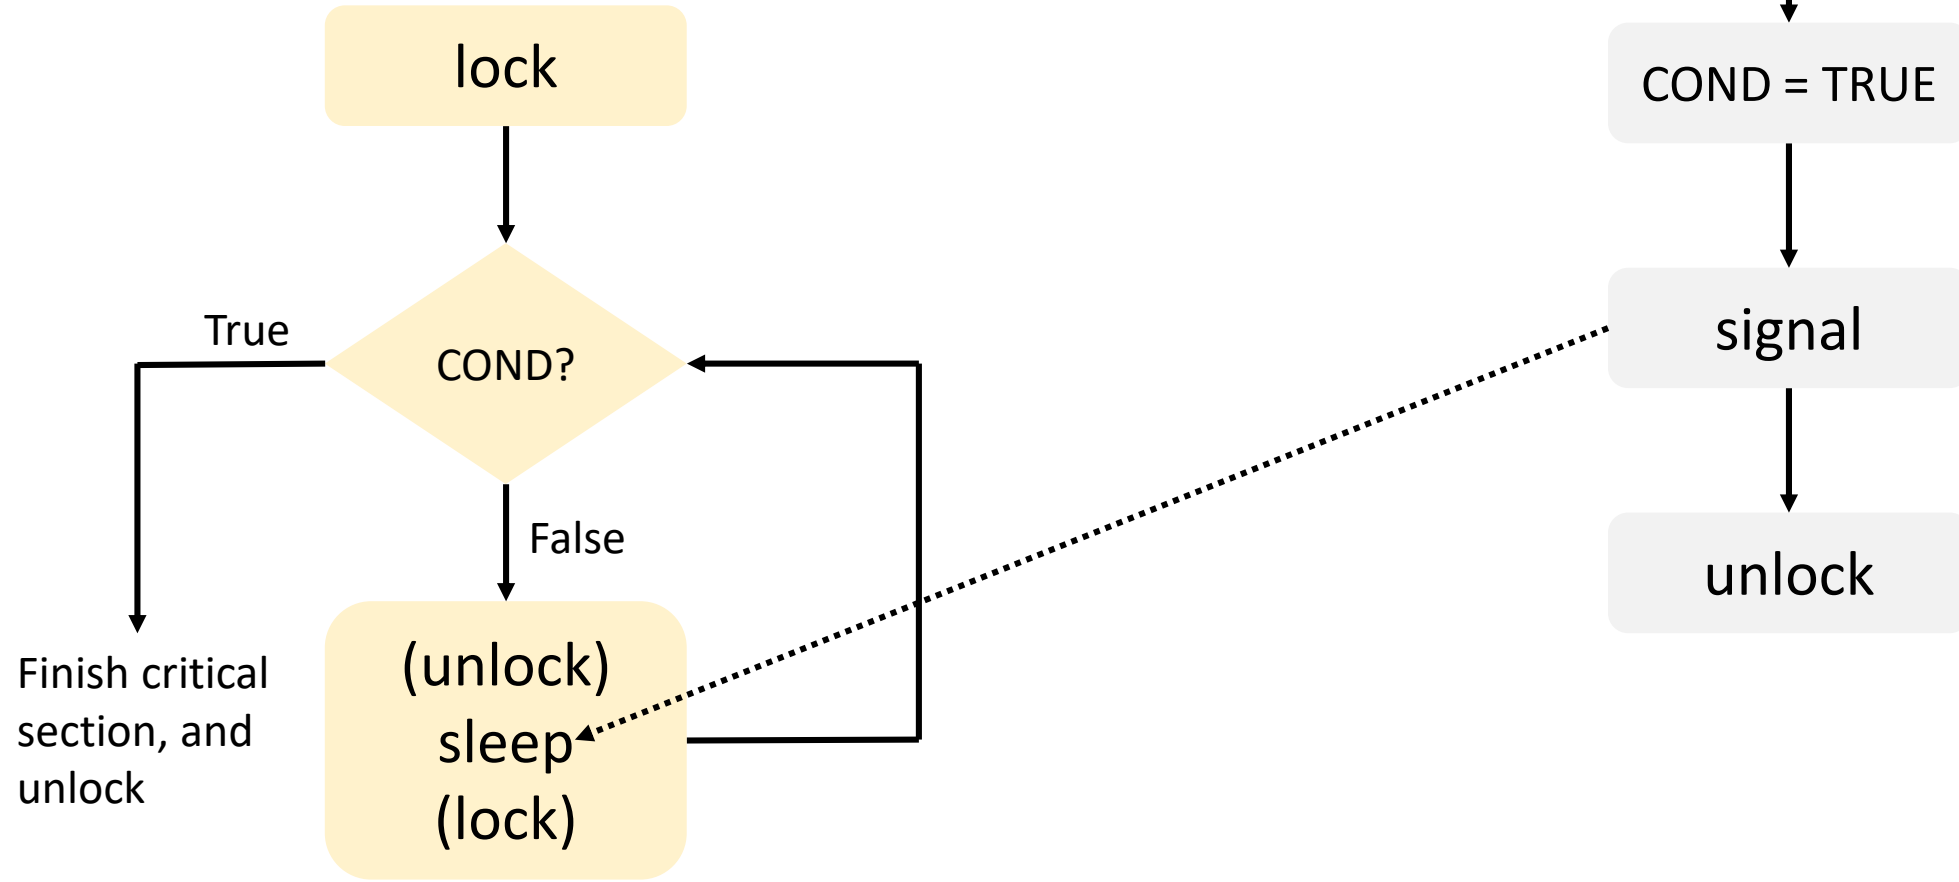 lock
COND?
True
False
Finish critical
section, and
unlock
(unlock)
sleep
(lock)
COND = TRUE
signal
unlock